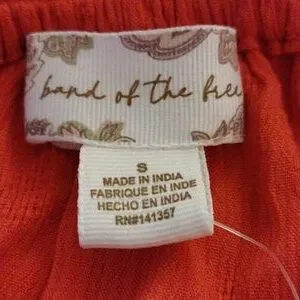 band of the free
S
MADE IN INDIA
FABRIQUE EN INDE
HECHO EN INDIA
RN#141357